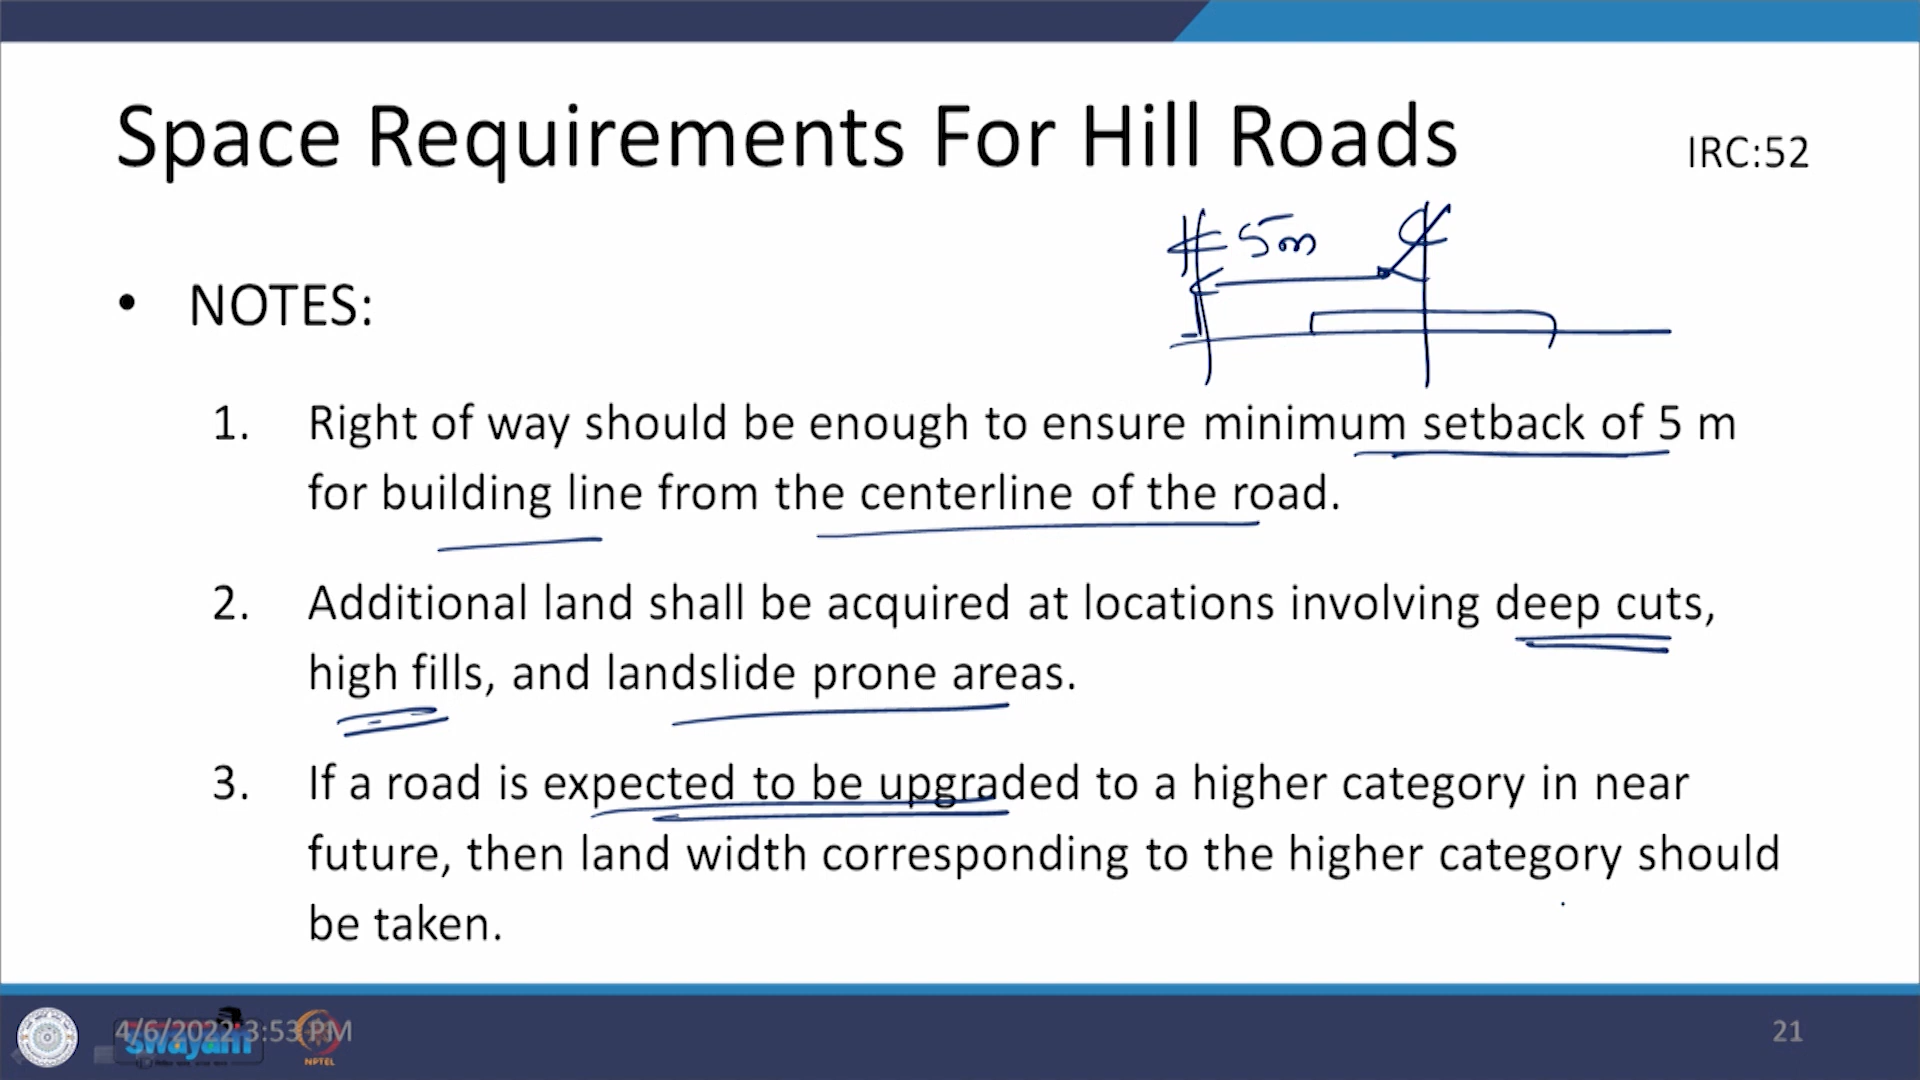 Space Requirements For Hill Roads
IRC:52
5m
• NOTES:
1. Right of way should be enough to ensure minimum setback of 5 m
for building line from the centerline of the road.
2. Additional land shall be acquired at locations involving deep cuts,
high fills, and landslide prone areas.
3. If a road is expected to be upgraded to a higher category in near
future, then land width corresponding to the higher category should
be taken.
4/6/2022 3:53 PM
swayam
NPTEL
21